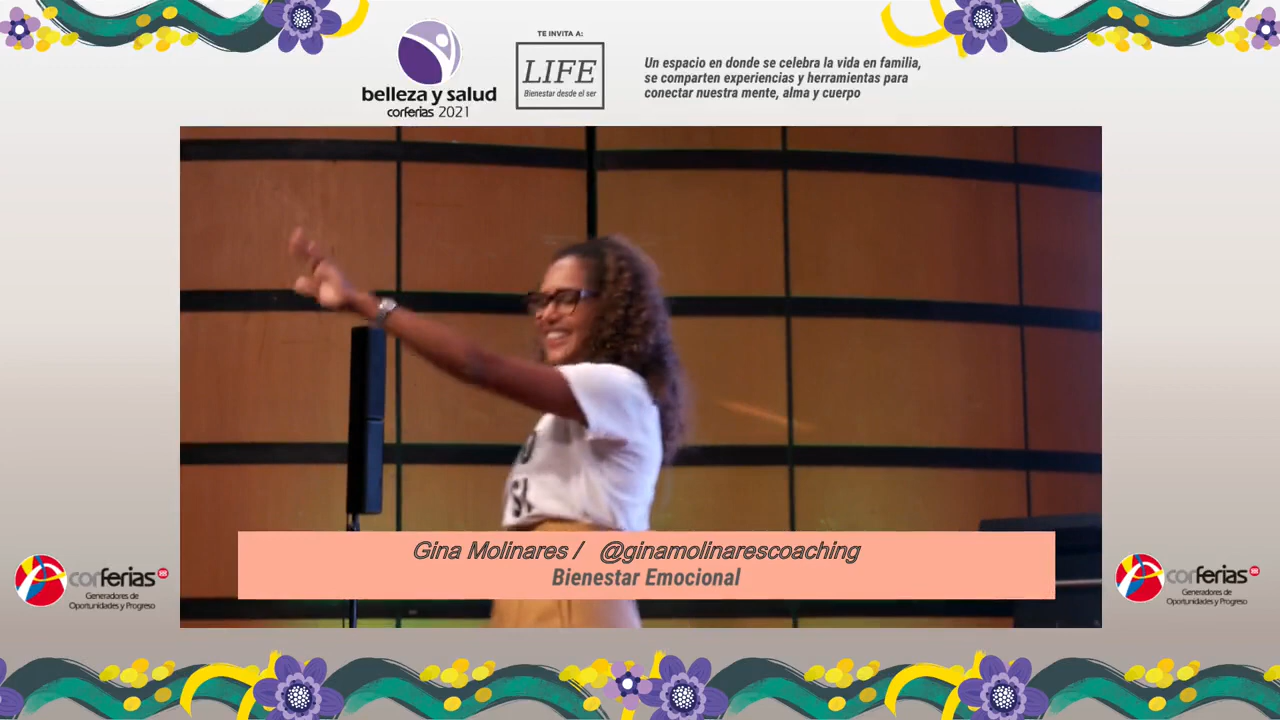 TE INVITA A:
belleza y salud
corferias 2021
LIFE
Bienestar desde el ser
Un espacio en donde se celebra la vida en familia,
se comparten experiencias y herramientas para
conectar nuestra mente, alma y cuerpo
Gina Molinares / @ginamolinarescoaching
Bienestar Emocional
corferias
Generadores de
Oportunidades y Progreso
corferias
Generadores de
Oportunidades y Progreso